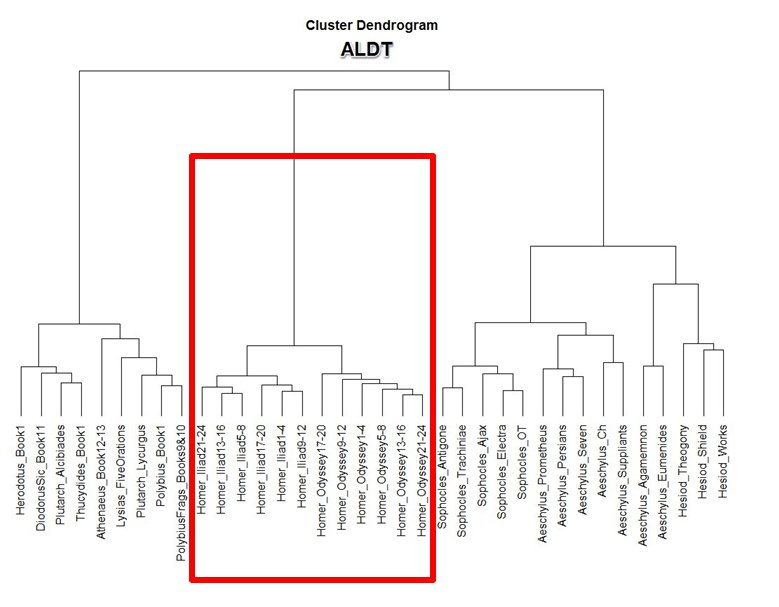 Cluster Dendrogram
ALDT
Herodotus_Book1
DiodorusSic_Book11
Plutarch_Alcibiades
Thucydides_Book1
Athenaeus_Book12-13
Lysias_FiveOrations
Plutarch_Lycurgus
Polybius_Book1
PolybiusFrags_Books9&10
Homer_Iliad21-24
Homer_Iliad13-16
Homer_Iliad5-8
Homer_Iliad17-20
Homer_Iliad1-4
Homer_Iliad9-12
Homer_Odyssey17-20
Homer_Odyssey9-12
Homer_Odyssey1-4
Homer_Odyssey5-8
Homer_Odyssey13-16
Homer_Odyssey21-24
Sophocles_Antigone
Sophocles_Trachiniae
Sophocles_Ajax
Sophocles_Electra
Sophocles_OT
Aeschylus_Prometheus
Aeschylus_Persians
Aeschylus_Seven
Aeschylus_Ch
Aeschylus_Suppliants
Aeschylus_Agamemnon
Aeschylus_Eumenides
Hesiod_Theogony
Hesiod_Shield
Hesiod_Works